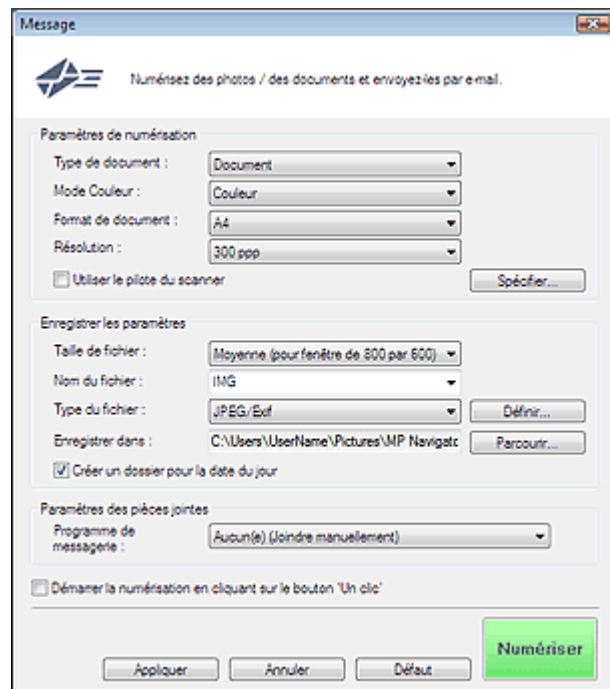 Message
Numérisez des photos / des documents et envoyez-les par e-mail.
Paramètres de numérisation
Type de document : Document
Mode Couleur : Couleur
Format de document : A4
Résolution : 300 ppp
Utiliser le pilote du scanner Spécifier...
Enregistrer les paramètres
Taille de fichier : Moyenne (pour fenêtre de 800 par 600)
Nom du fichier : IMG
Type du fichier : JPEG/Exif Définir...
Enregistrer dans : C:\Users\UserName\Pictures\MP Navigato Parcourir...
Créer un dossier pour la date du jour
Paramètres des pièces jointes
Programme de
messagerie : Aucun(e) (Joindre manuellement)
Démarrer la numérisation en cliquant sur le bouton 'Un clic'
Appliquer Annuler Défaut Numériser